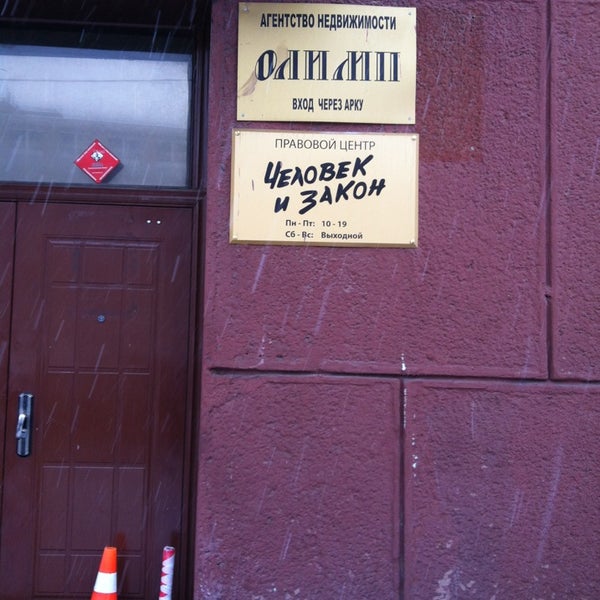 АГЕНТСТВО НЕДВИЖИМОСТИ
ОЛИМП
ВХОД ЧЕРЕЗ АРКУ
ПРАВОВОЙ ЦЕНТР
ЧЕЛОВЕК
И ЗАКОН
Пн - Пт: 10 - 19
Сб - Вс: Выходной